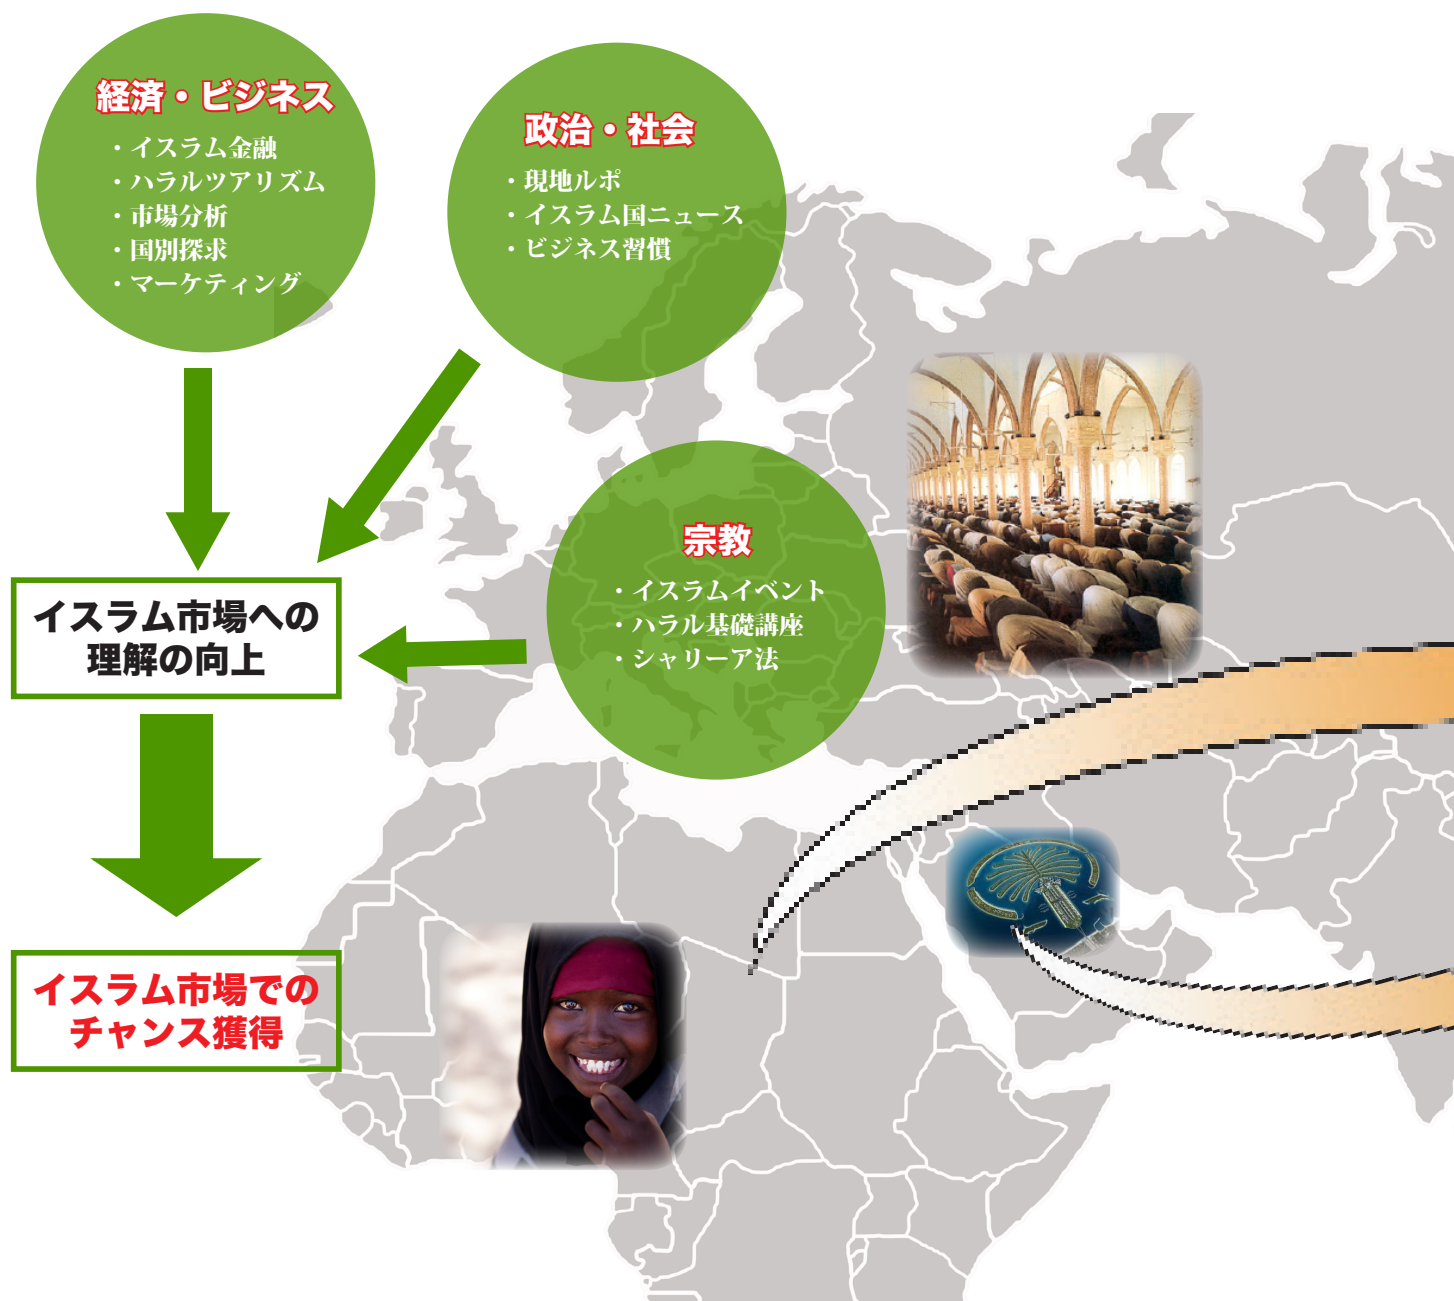 経済・ビジネス
・イスラム金融
・ハラルツアリズム
・市場分析
・国別探求
・マーケティング
政治・社会
・現地ルポ
・イスラム国ニュース
・ビジネス習慣
宗教
・イスラムイベント
・ハラル基礎講座
・シャリーア法
イスラム市場への
理解の向上
イスラム市場での
チャンス獲得